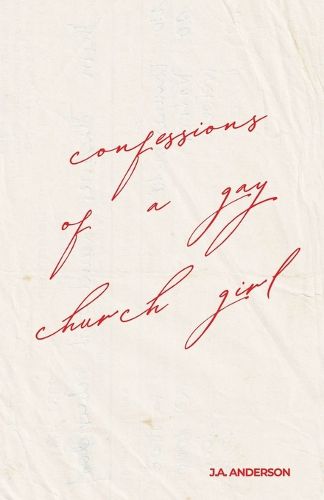 confessions
of a gay
church girl
J.A. ANDERSON